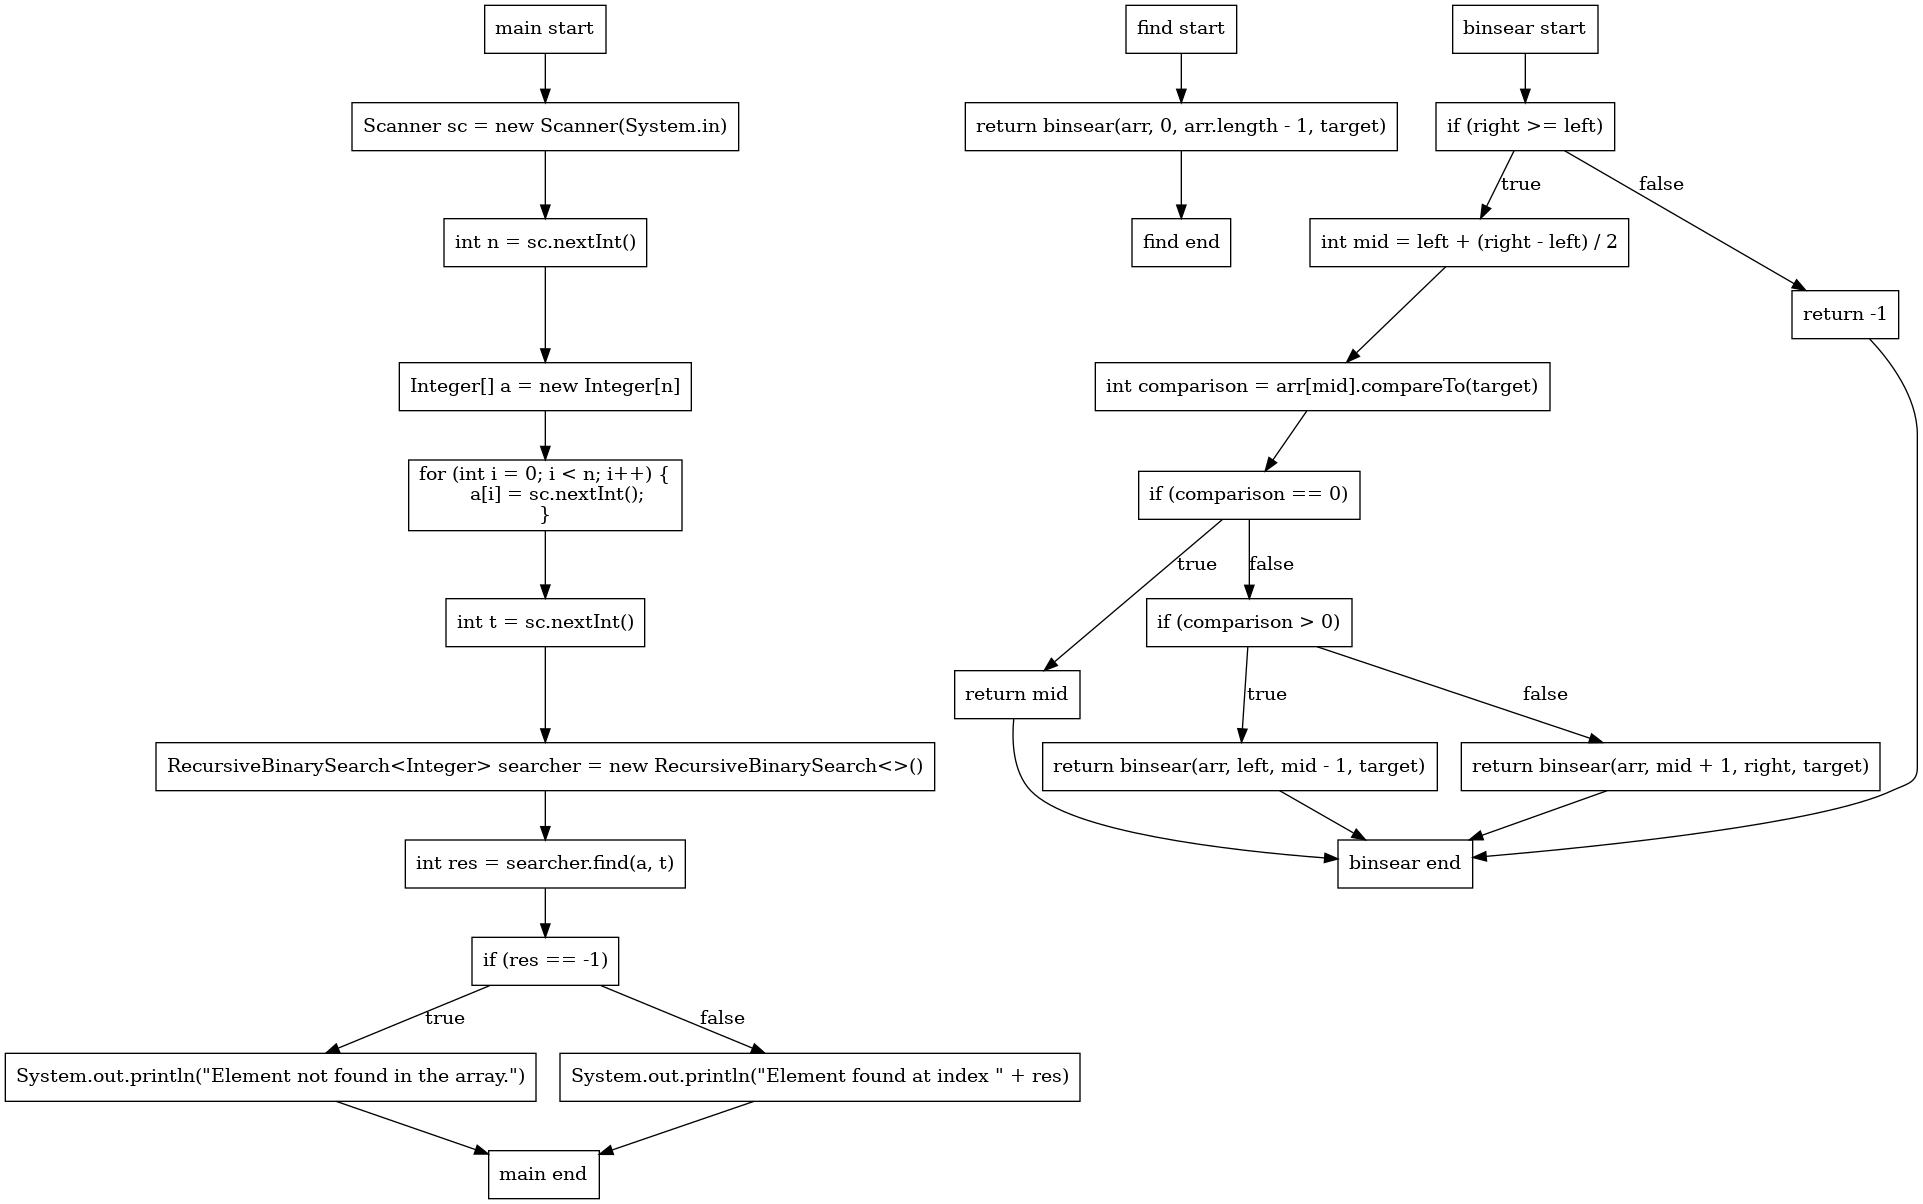 main start
Scanner sc = new Scanner(System.in)
int n = sc.nextInt()
Integer[] a = new Integer[n]
for (int i = 0; i < n; i++) {
a[i] = sc.nextInt();
}
int t = sc.nextInt()
RecursiveBinarySearch<Integer> searcher = new RecursiveBinarySearch<>()
int res = searcher.find(a, t)
if (res == -1)
true
false
System.out.println("Element not found in the array.")
System.out.println("Element found at index " + res)
main end
find start
return binsear(arr, 0, arr.length - 1, target)
find end
binsear start
if (right >= left)
true
false
int mid = left + (right - left) / 2
return -1
int comparison = arr[mid].compareTo(target)
if (comparison == 0)
true
false
if (comparison > 0)
return mid
true
false
return binsear(arr, left, mid - 1, target)
return binsear(arr, mid + 1, right, target)
binsear end